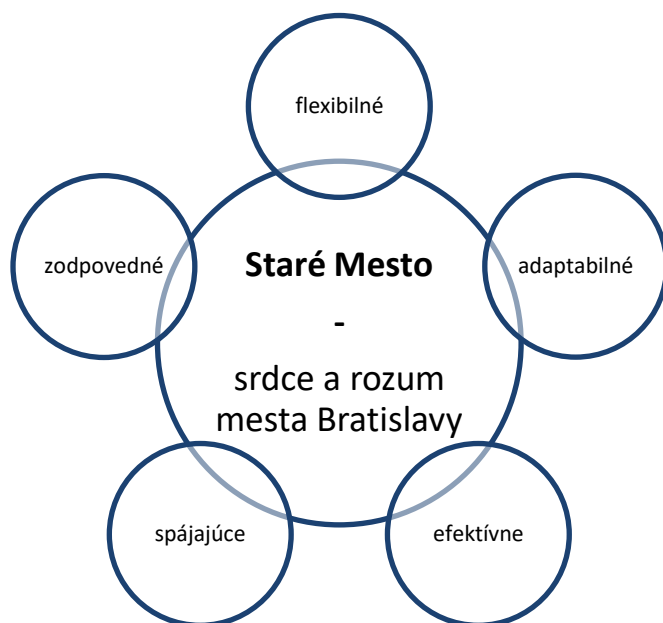 flexibilné
zodpovedné
Staré Mesto
adaptabilné
-
srdce a rozum
mesta Bratislavy
spájajúce
efektívne